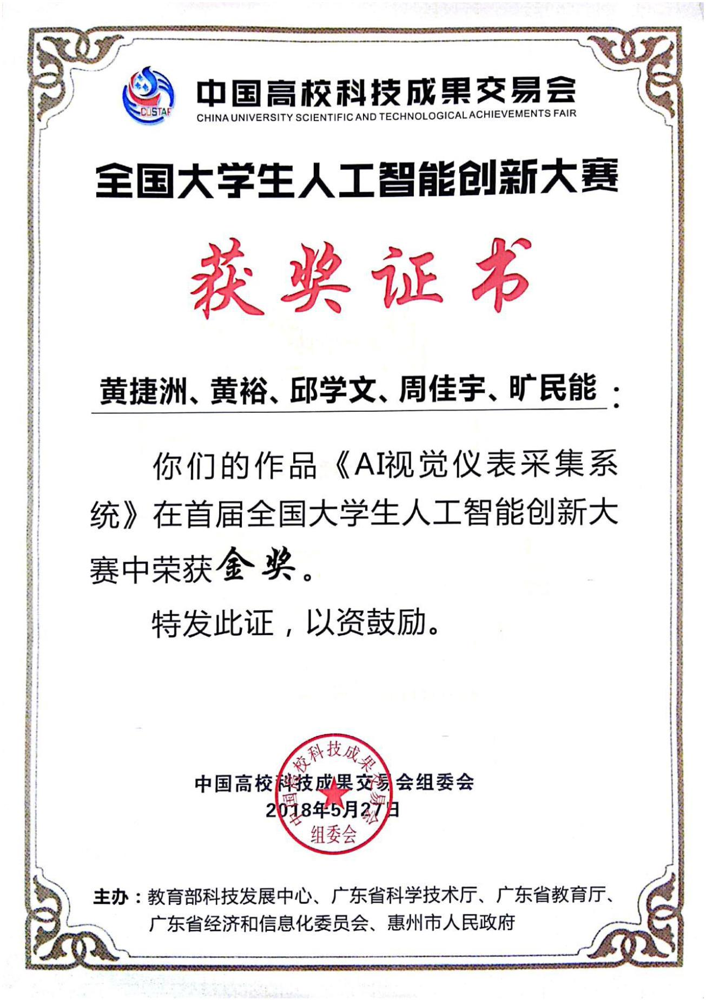 CUSTAF
中国高校科技成果交易会
CHINA UNIVERSITY SCIENTIFIC AND TECHNOLOGICAL ACHIEVEMENTS FAIR
全国大学生人工智能创新大赛
获奖证书
黄捷洲、黄裕、邱学文、周佳宇、旷民能：
你们的作品《AI视觉仪表采集系
统》在首届全国大学生人工智能创新大
赛中荣获金奖。
特发此证，以资鼓励。
中国高校科技成果交易会组委会
2018年5月27日
中国高校科技成果交易会
组委会
主办：教育部科技发展中心、广东省科学技术厅、广东省教育厅、
广东省经济和信息化委员会、惠州市人民政府